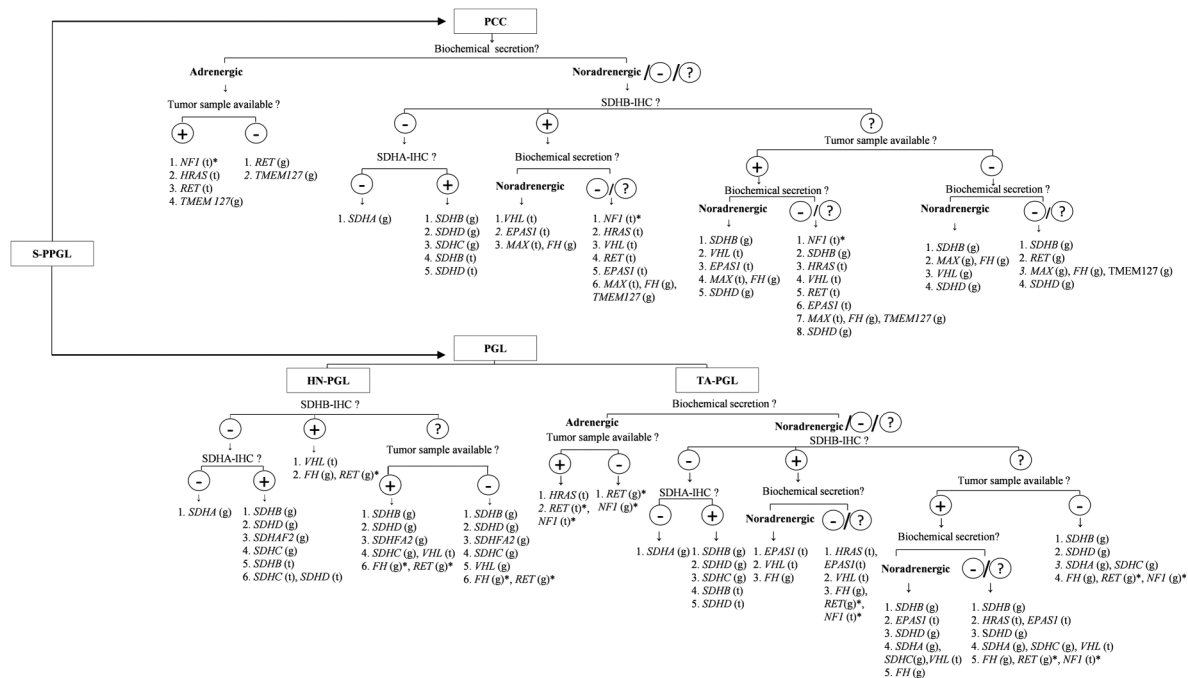 PCC
Biochemical secretion?
Adrenergic
Noradrenergic /-/?
Tumor sample available ?
+ -
1. NF1 (t)*
2. HRAS (t)
3. RET (t)
4. TMEM 127(g)
1. RET (g)
2. TMEM127 (g)
SDHB-IHC ?
- + ?
SDHA-IHC ?
- +
1. SDHA (g)
1. SDHB (g)
2. SDHD (g)
3. SDHC (g)
4. SDHB (t)
5. SDHD (t)
Biochemical secretion?
Noradrenergic -/?
1.VHL (t)
2. EPAS1 (t)
3. MAX (t), FH (g)
1. NF1 (t)*
2. HRAS (t)
3. VHL (t)
4. RET (t)
5. EPAS1 (t)
6. MAX (t), FH (g),
TMEM127 (g)
Tumor sample available ?
+ -
Biochemical secretion?
Noradrenergic -/?
1. SDHB (g)
2. VHL (t)
3. EPAS1 (t)
4. MAX (t), FH (g)
5. SDHD (g)
1. NF1 (t)*
2. SDHB (g)
3. HRAS (t)
4. VHL (t)
5. RET (t)
6. EPAS1 (t)
7. MAX (t), FH (g), TMEM127 (g)
8. SDHD (g)
Biochemical secretion?
Noradrenergic -/?
1. SDHB (g)
2. MAX (g), FH (g)
3. VHL (g)
4. SDHD (g)
1. SDHB (g)
2. RET (g)
3. MAX (g), FH (g), TMEM127 (g)
4. SDHD (g)
S-PPGL
PGL
HN-PGL
SDHB-IHC ?
- + ?
SDHA-IHC ?
- +
1. SDHA (g)
1. SDHB (g)
2. SDHD (g)
3. SDHAF2 (g)
4. SDHC (g)
5. SDHB (t)
6. SDHC (t), SDHD (t)
1. VHL (t)
2. FH (g), RET (g)*
Tumor sample available ?
+ -
1. SDHB (g)
2. SDHD (g)
3. SDHFA2 (g)
4. SDHC (g), VHL (t)
6. FH (g)*, RET (g)*
1. SDHB (g)
2. SDHD (g)
3. SDHFA2 (g)
4. SDHC (g)
5. VHL (g)
6. FH (g)*, RET (g)*
TA-PGL
Biochemical secretion ?
Adrenergic
Noradrenergic /-/?
Tumor sample available ?
+ -
1. HRAS (t)
2. RET (t)*,
NF1 (t)*
1. RET (g)*
NF1 (g)*
SDHB-IHC ?
- + ?
SDHA-IHC ?
- +
1. SDHA (g)
1. SDHB (g)
2. SDHD (g)
3. SDHC (g)
4. SDHB (t)
5. SDHD (t)
Biochemical secretion?
Noradrenergic -/?
1. EPAS1 (t)
2. VHL (t)
3. FH (g)
1. HRAS (t),
EPAS1(t)
2. VHL (t)
3. FH (g),
RET(g)*,
NF1 (t)*
Tumor sample available ?
+ -
Biochemical secretion?
Noradrenergic -/?
1. SDHB (g)
2. EPAS1 (t)
3. SDHD (g)
4. SDHA (g),
SDHC(g),VHL (t)
5. FH (g)
1. SDHB (g)
2. HRAS (t), EPAS1 (t)
3. SDHD (g)
4. SDHA (g), SDHC (g), VHL (t)
5. FH (g), RET (g)*, NF1 (t)*
1. SDHB (g)
2. SDHD (g)
3. SDHA (g), SDHC (g)
4. FH (g), RET (g)*, NF1 (g)*